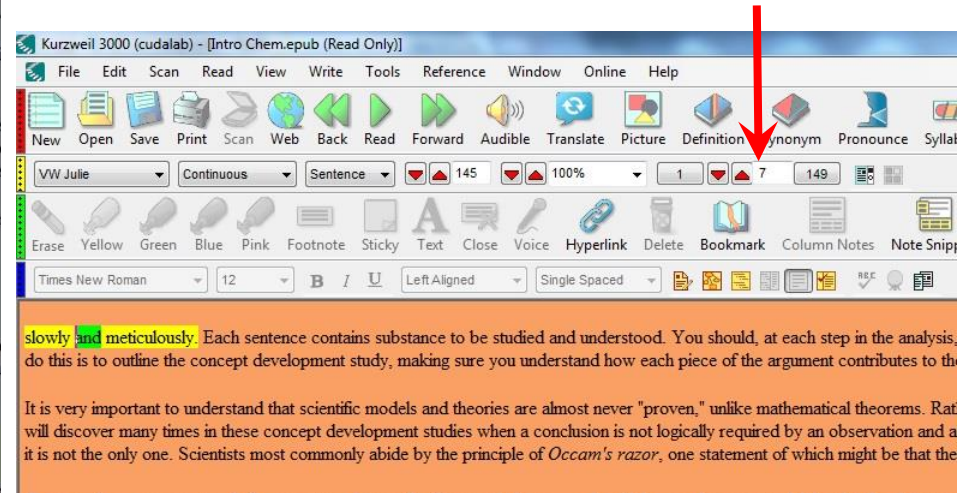 Kurzweil 3000 (cudalab) - [Intro Chem.epub (Read Only)]
File Edit Scan Read View Write Tools Reference Window Online Help
New Open Save Print Scan Web Back Read Forward Audible Translate Picture Definition Synonym Pronounce Syllab
VW Julie Continuous Sentence 145 100% 1 7 149
Erase Yellow Green Blue Pink Footnote Sticky Text Close Voice Hyperlink Delete Bookmark Column Notes Note Snipp
Times New Roman 12 B I U Left Aligned Single Spaced
slowly and meticulously. Each sentence contains substance to be studied and understood. You should, at each step in the analysis,
do this is to outline the concept development study, making sure you understand how each piece of the argument contributes to the
It is very important to understand that scientific models and theories are almost never "proven," unlike mathematical theorems. Rat
will discover many times in these concept development studies when a conclusion is not logically required by an observation and a
it is not the only one. Scientists most commonly abide by the principle of Occam's razor, one statement of which might be that the